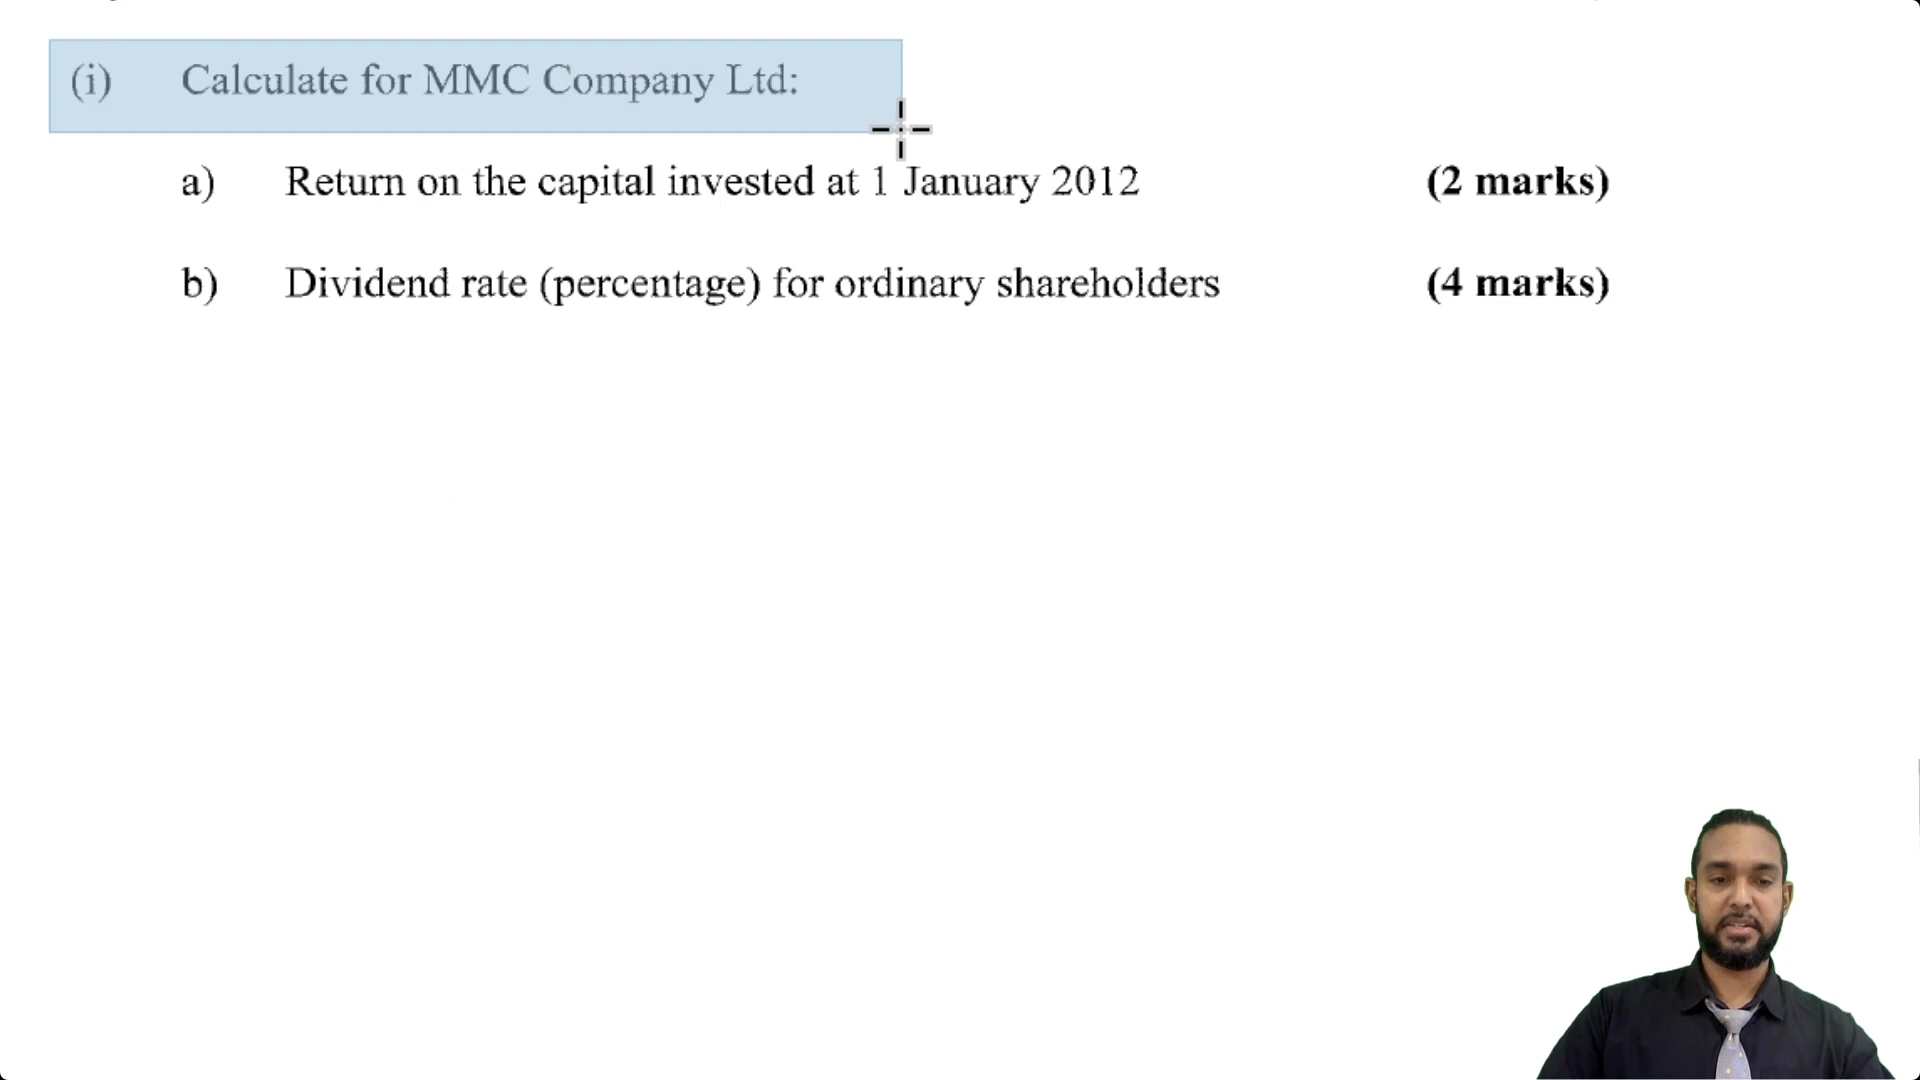 (i) Calculate for MMC Company Ltd:
a) Return on the capital invested at 1 January 2012 (2 marks)
b) Dividend rate (percentage) for ordinary shareholders (4 marks)